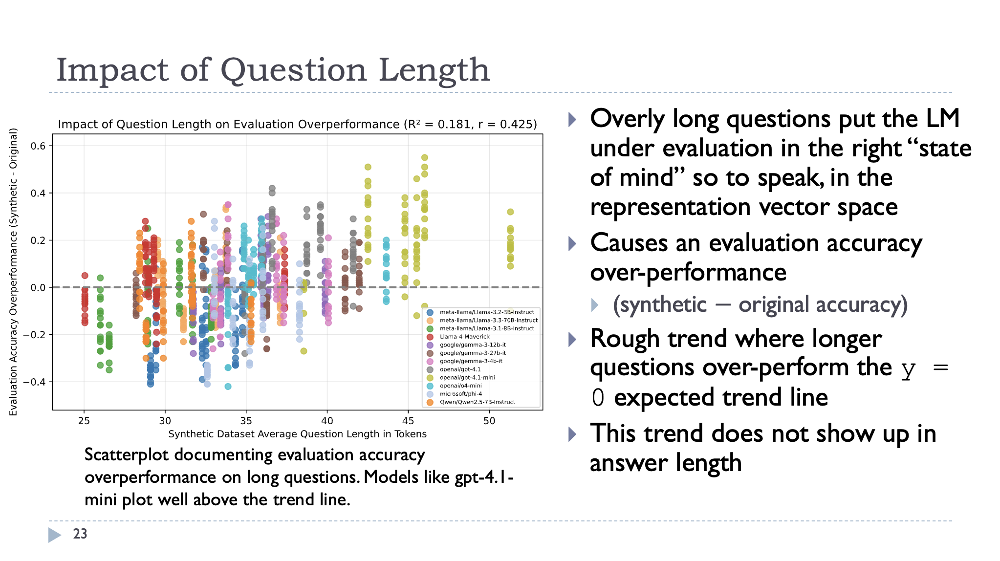 Impact of Question Length
Impact of Question Length on Evaluation Overperformance (R² = 0.181, r = 0.425)
Evaluation Accuracy Overperformance (Synthetic - Original)
0.6
0.4
0.2
0.0
−0.2
−0.4
meta-llama/Llama-3.2-3B-Instruct
meta-llama/Llama-3.3-70B-Instruct
meta-llama/Llama-3.1-8B-Instruct
Llama-4-Maverick
google/gemma-3-12b-it
google/gemma-3-27b-it
google/gemma-3-4b-it
openai/gpt-4.1
openai/gpt-4.1-mini
openai/o4-mini
microsoft/phi-4
Qwen/Qwen2.5-7B-Instruct
25 30 35 40 45 50
Synthetic Dataset Average Question Length in Tokens
Scatterplot documenting evaluation accuracy
overperformance on long questions. Models like gpt-4.1-
mini plot well above the trend line.
Overly long questions put the LM
under evaluation in the right “state
of mind” so to speak, in the
representation vector space
Causes an evaluation accuracy
over-performance
(synthetic − original accuracy)
Rough trend where longer
questions over-perform the y =
0 expected trend line
This trend does not show up in
answer length
23